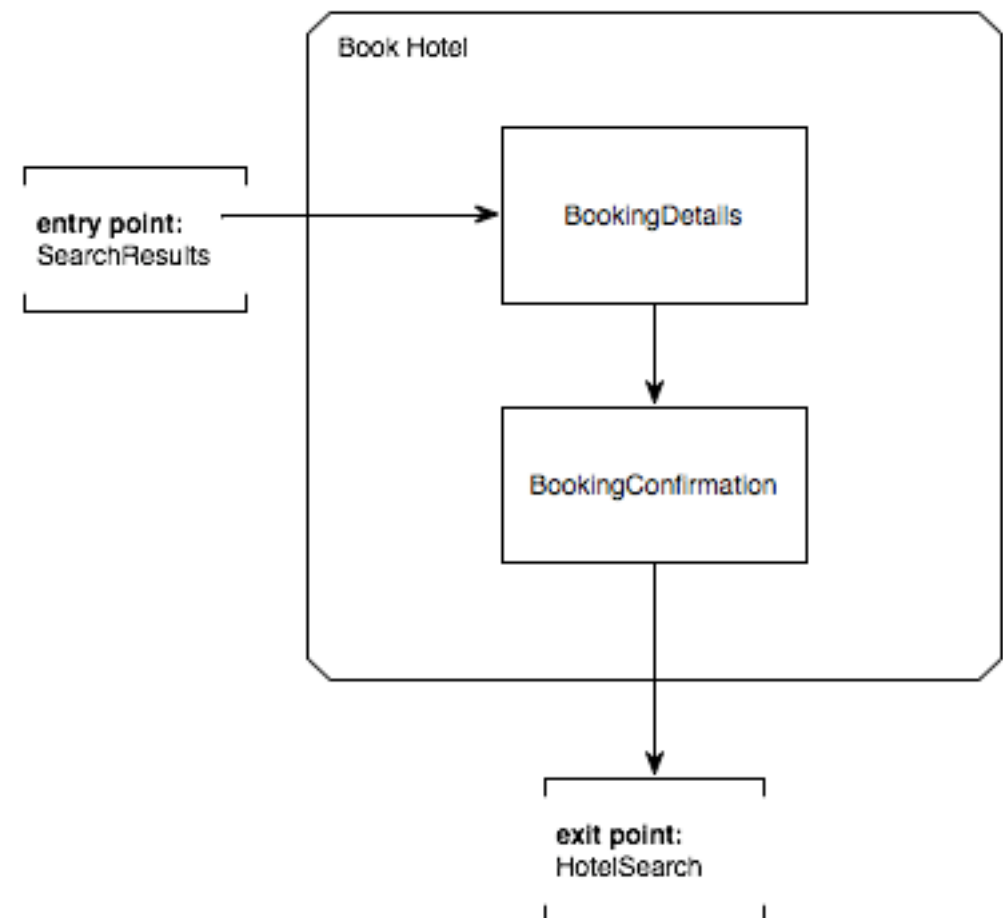 Book Hotel
BookingDetails
entry point:
SearchResults
BookingConfirmation
exit point:
HotelSearch